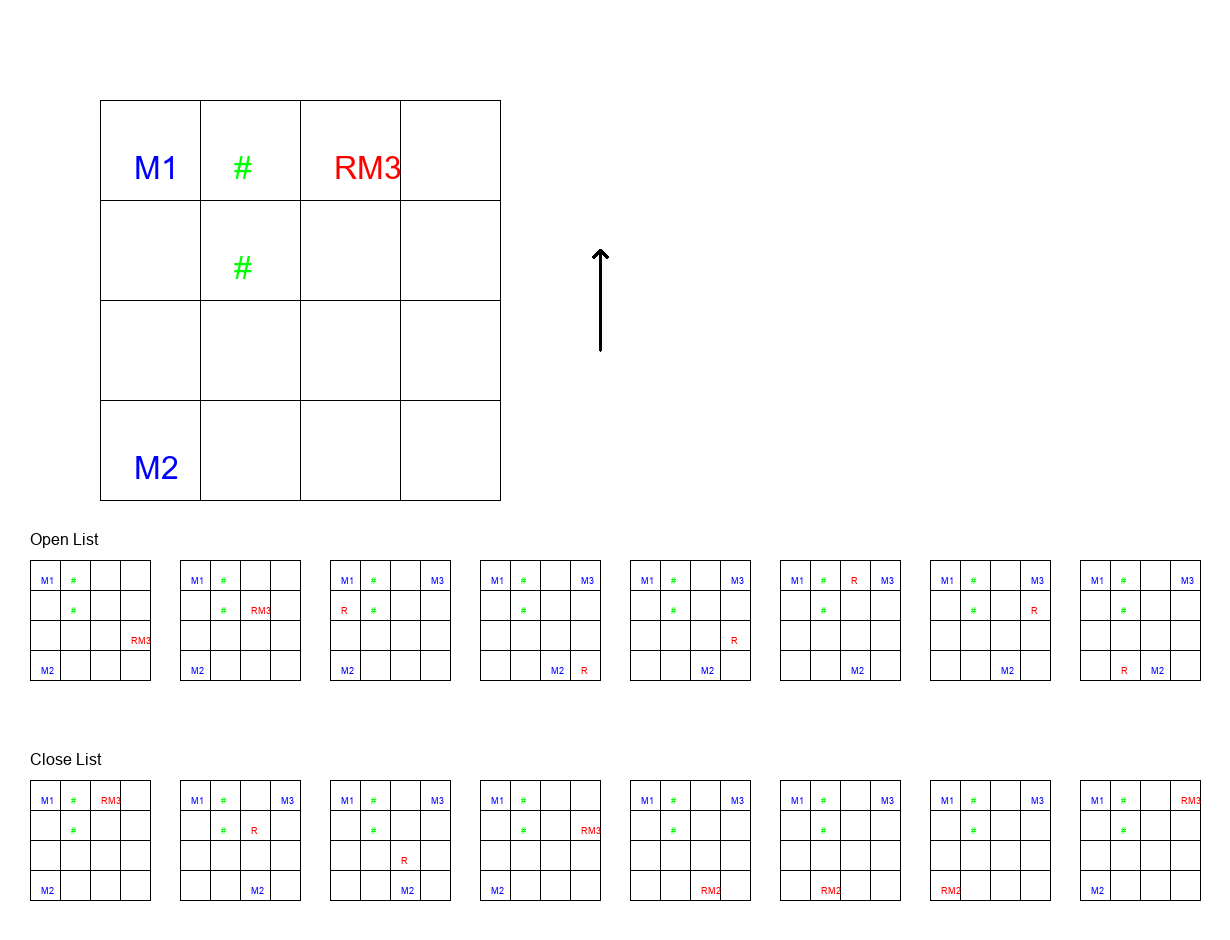 M1 # RM3
#
M2
Open List
M1 # M1 # M1 # M3 M1 # M3 M1 # M3 M1 # R M3 M1 # M3 M1 # M3
# # RM3 R # # # # # R #
RM3 R
M2 M2 M2 M2 R M2 M2 M2 R M2
Close List
M1 # RM3 M1 # M3 M1 # M3 M1 # M1 # M3 M1 # M3 M1 # M3 M1 # RM3
# # R # # RM3 # # # #
R
M2 M2 M2 M2 RM2 RM2 RM2 M2